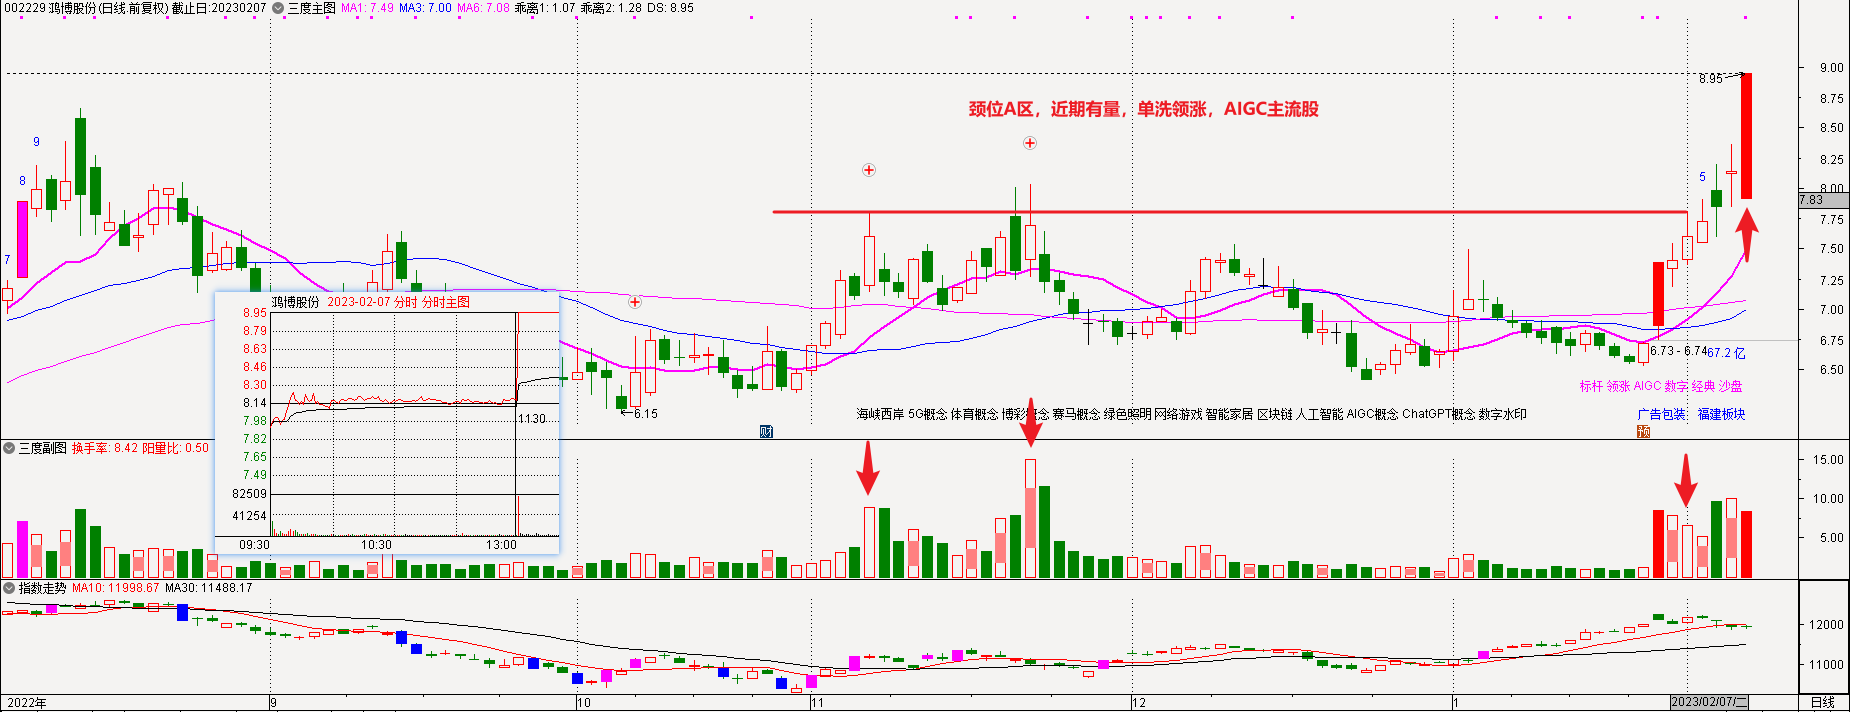 002229 鸿博股份(日线.前复权) 截止日:20230207 三度主图 MA1: 7.49 MA3: 7.00 MA6: 7.08 乖离1: 1.07 乖离2: 1.28 DS: 8.95
9.00
8.95
8.75
颈位A区，近期有量，单洗领涨，AIGC主流股
8.50
9
8.25
8
5
8.00
7.83
7.75
7.50
7
7.25
7.00
6.75
6.73 - 6.74
67.2 亿
6.50
标杆 领涨 AIGC 数字 经典 沙盘
6.15
海峡西岸 5G概念 体育概念 博彩概念 赛马概念 绿色照明 网络游戏 智能家居 区块链 人工智能 AIGC概念 ChatGPT概念 数字水印
广告包装 福建板块
财
预
鸿博股份 2023-02-07 分时 分时主图
8.95
8.79
8.63
8.46
8.30
8.14
7.98
7.82
7.65
7.49
1130
82509
41254
09:30 10:30 13:00
三度副图 换手率: 8.42 阳量比: 0.50
15.00
10.00
5.00
指数走势 MA10: 11998.67 MA30: 11488.17
12000
11000
2022年 9 10 11 12 1 2023/02/07/二 日线